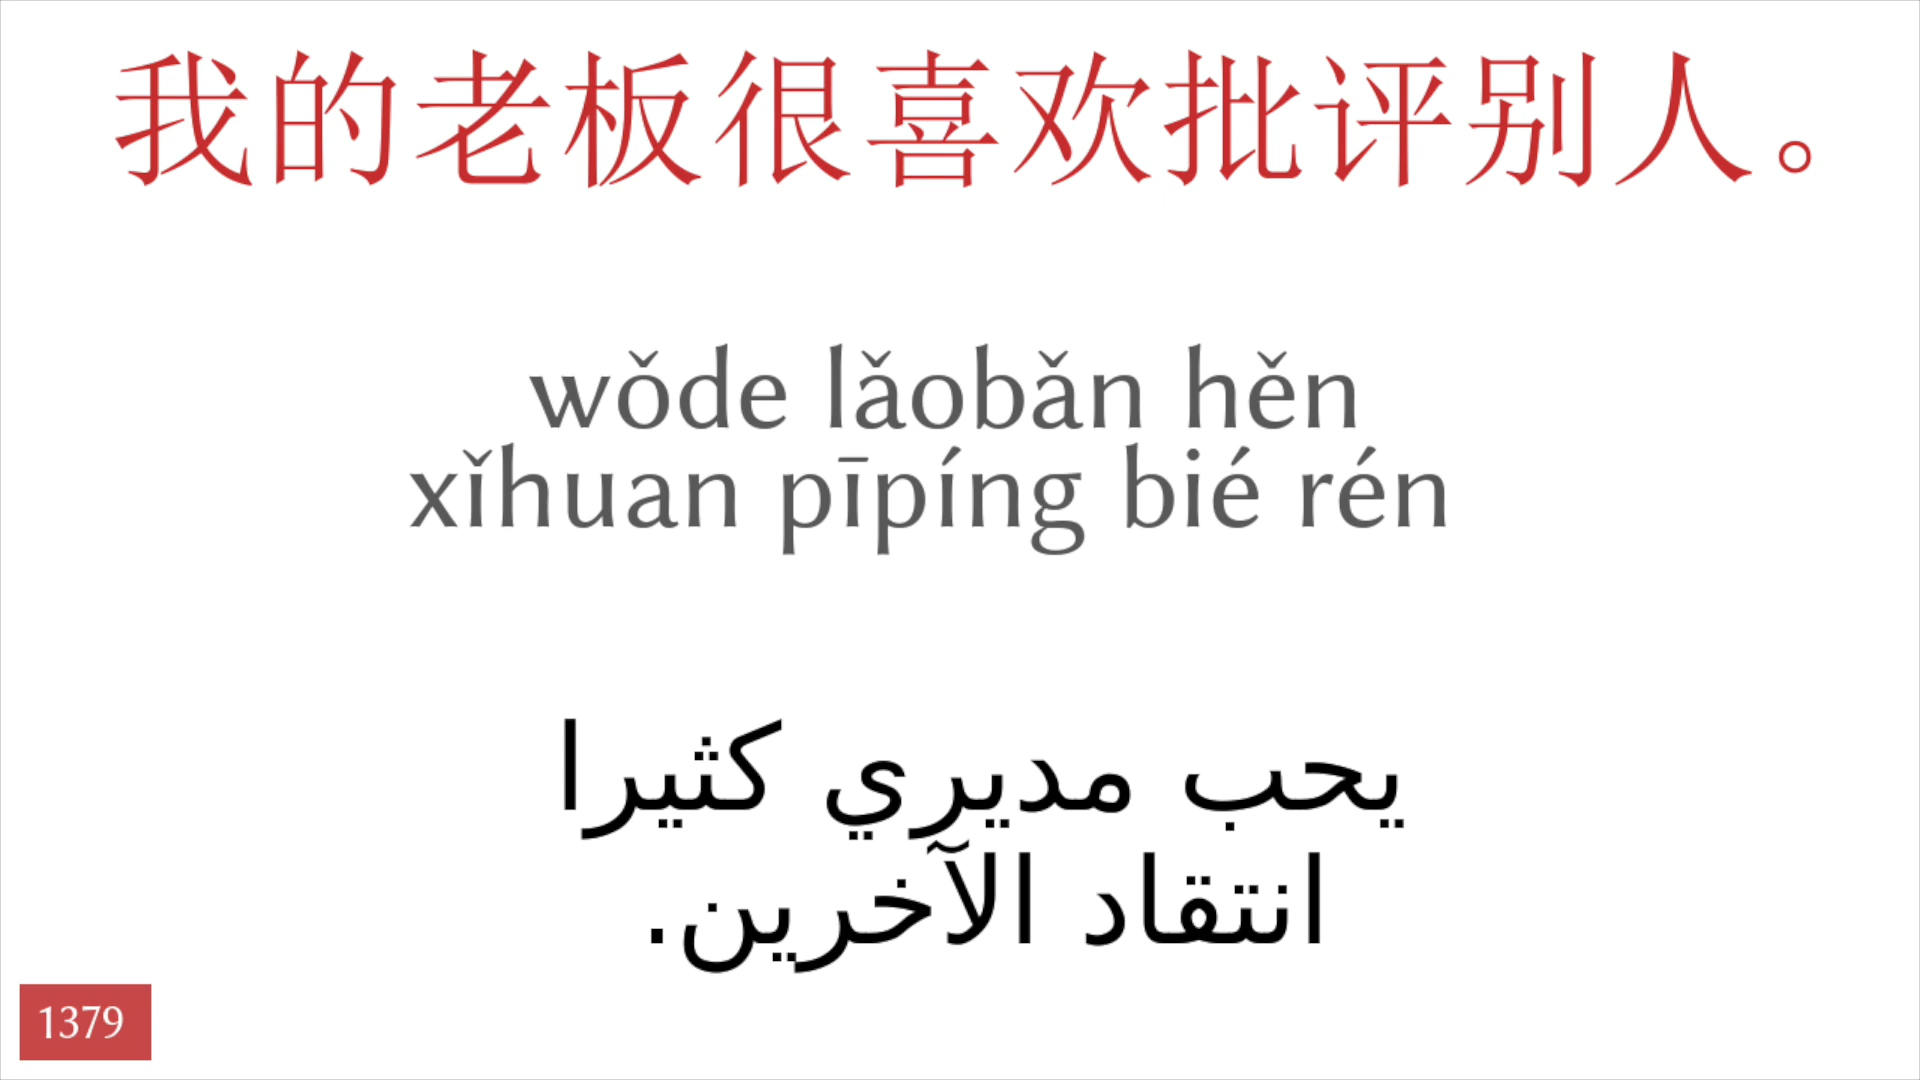 我的老板很喜欢批评别人。
wǒde lǎobǎn hěn
xǐhuan pīpíng bié rén
يحب مديري كثيرا
انتقاد الآخرين.
1379